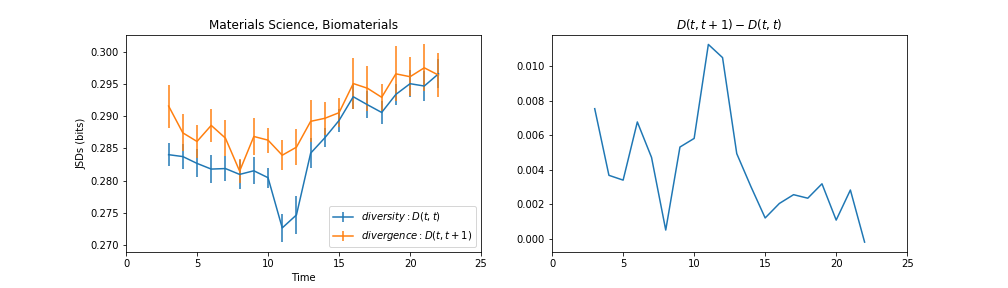 Materials Science, Biomaterials
JSDs (bits)
0.300
0.295
0.290
0.285
0.280
0.275
0.270
0 5 10 15 20 25
Time
diversity: D(t, t)
divergence: D(t, t + 1)
D(t, t + 1) − D(t, t)
0.010
0.008
0.006
0.004
0.002
0.000
0 5 10 15 20 25